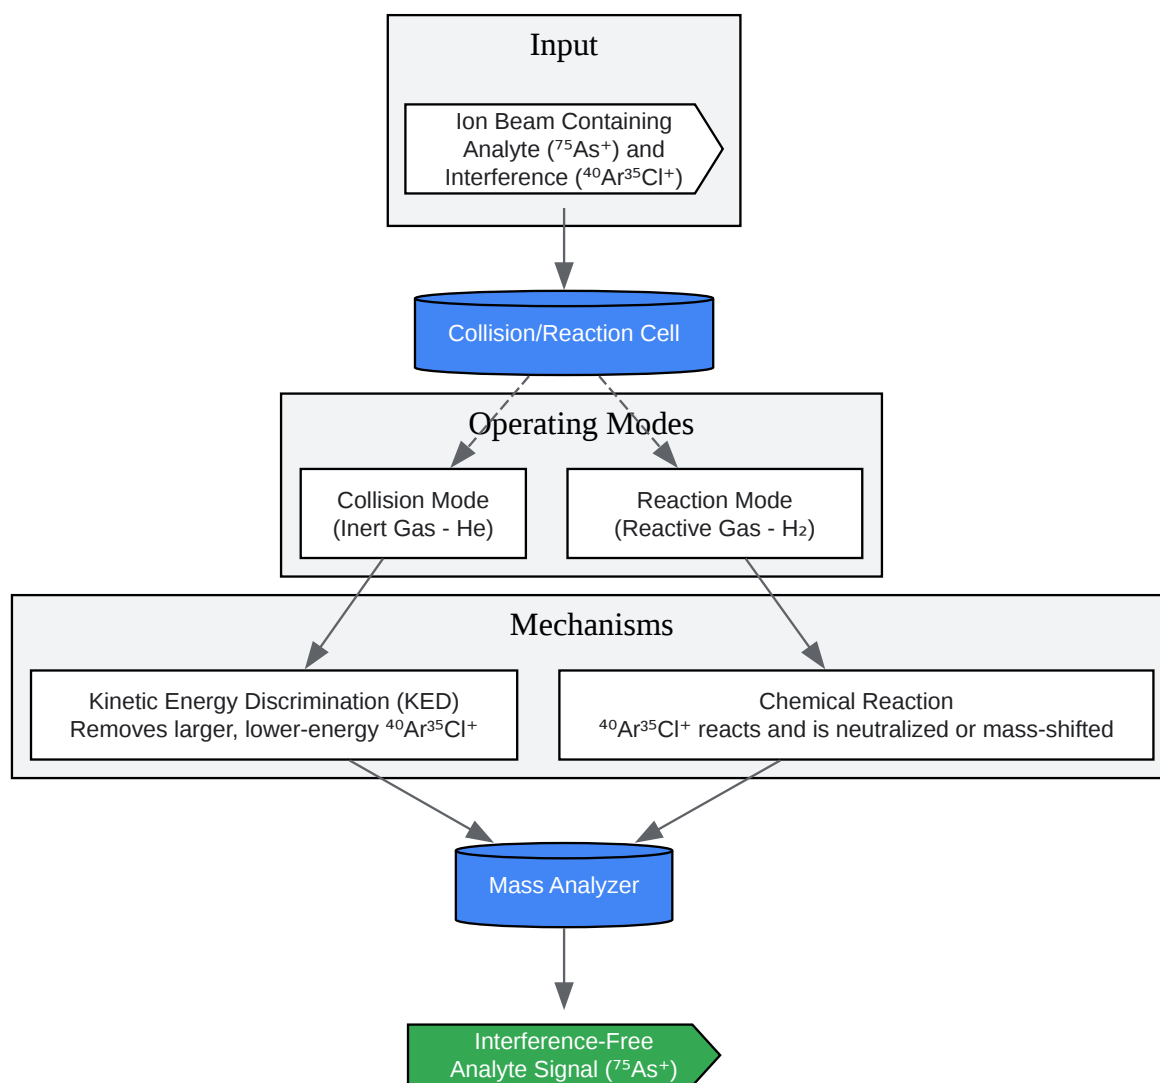 Input
Ion Beam Containing
Analyte (⁷⁵As⁺) and
Interference (⁴⁰Ar³⁵Cl⁺)
Collision/Reaction Cell
Operating Modes
Collision Mode
(Inert Gas - He)
Reaction Mode
(Reactive Gas - H₂)
Mechanisms
Kinetic Energy Discrimination (KED)
Removes larger, lower-energy ⁴⁰Ar³⁵Cl⁺
Chemical Reaction
⁴⁰Ar³⁵Cl⁺ reacts and is neutralized or mass-shifted
Mass Analyzer
Interference-Free
Analyte Signal (⁷⁵As⁺)